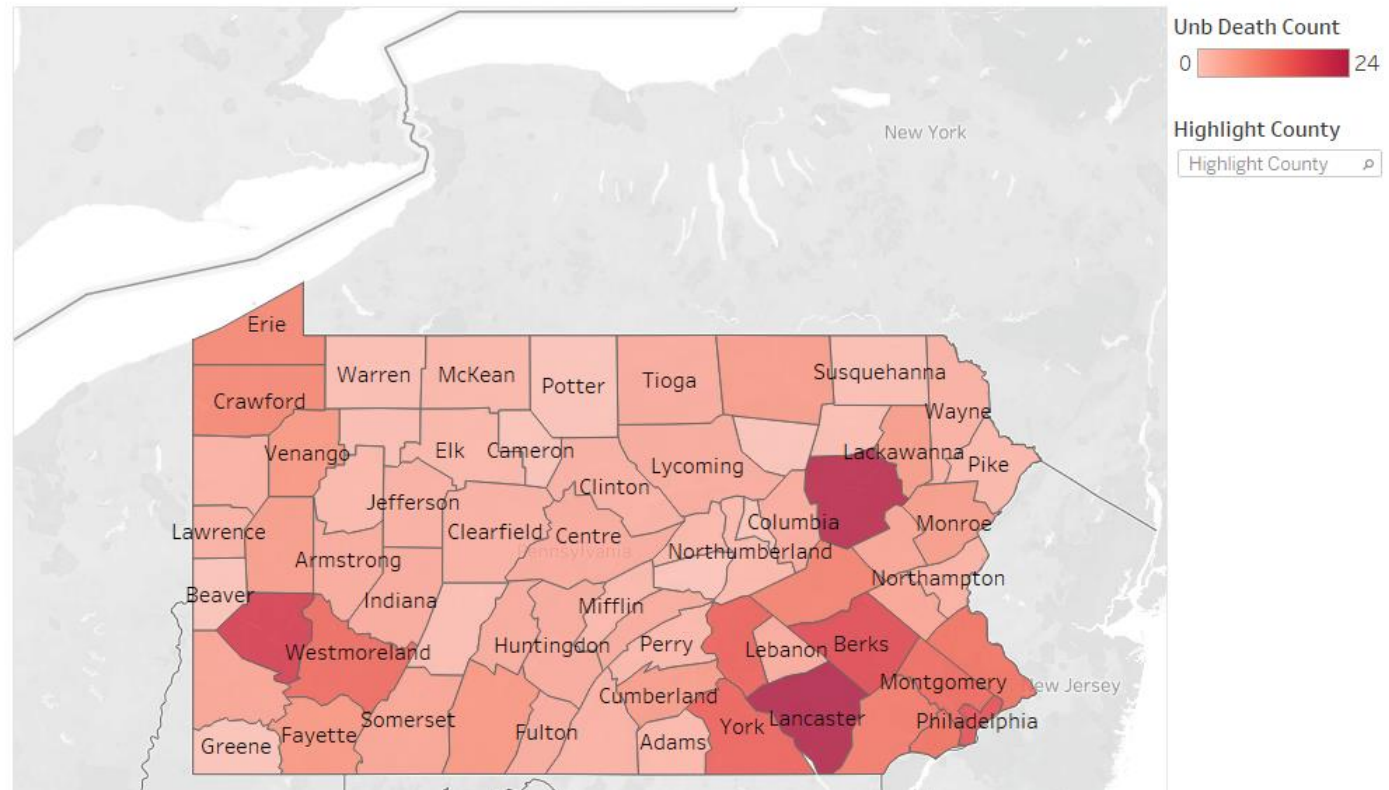 Unb Death Count
0 24
Highlight County
Highlight County
New York
Erie
Warren
McKean
Potter
Tioga
Susquehanna
Crawford
Wayne
Venango
Elk
Cameron
Lycoming
Lackawanna
Pike
Clinton
Jefferson
Lawrence
Clearfield
Centre
Columbia
Monroe
Pennsylvania
Northumberland
Armstrong
Northampton
Beaver
Indiana
Mifflin
Westmoreland
Huntingdon
Perry
Lebanon
Berks
Montgomery
New Jersey
Cumberland
Somerset
Lancaster
Philadelphia
York
Fayette
Fulton
Adams
Greene